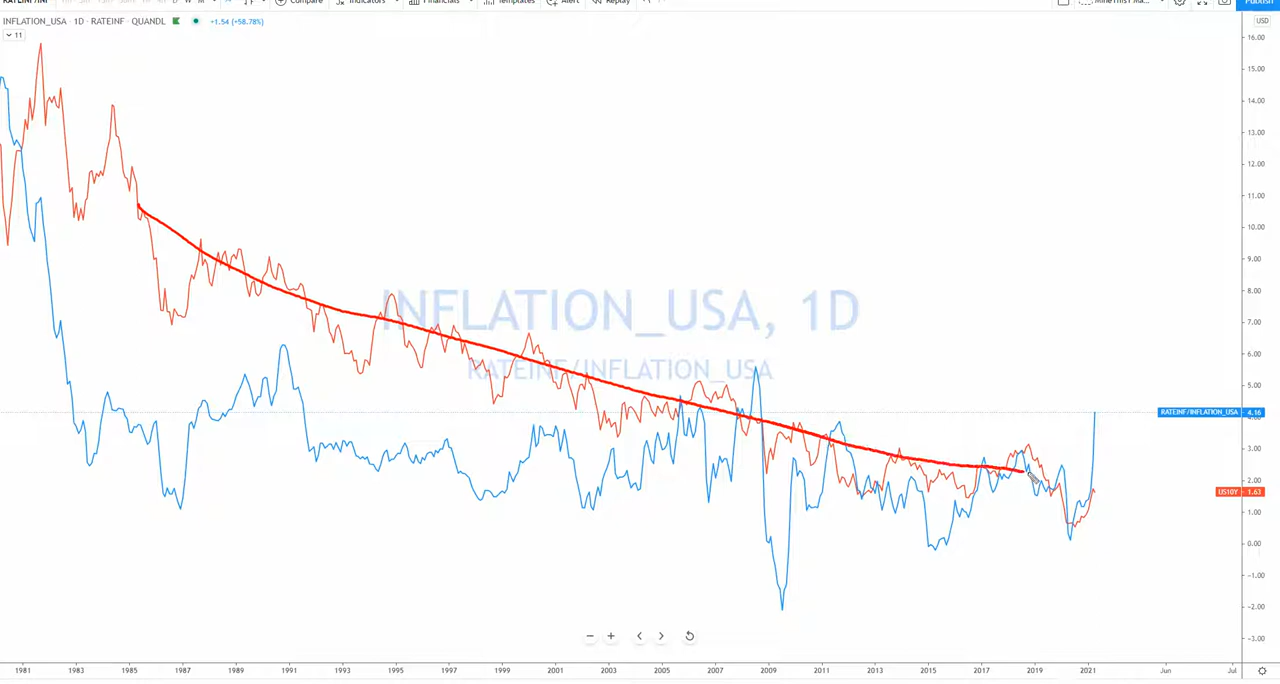 Compare Indicators Financials Templates Alert Replay Publish
INFLATION_USA · 1D · RATEINF · QUANDL +1.54 (+58.78%)
USD
11
16.00
15.00
14.00
13.00
12.00
11.00
10.00
9.00
8.00
7.00
6.00
5.00
INFLATION_USA, 1D
RATEINF/INFLATION_USA
RATEINF/INFLATION_USA 4.16
3.00
2.00
US10Y 1.63
1.00
0.00
−1.00
−2.00
−3.00
1981 1983 1985 1987 1989 1991 1993 1995 1997 1999 2001 2003 2005 2007 2009 2011 2013 2015 2017 2019 2021 Jun Jul